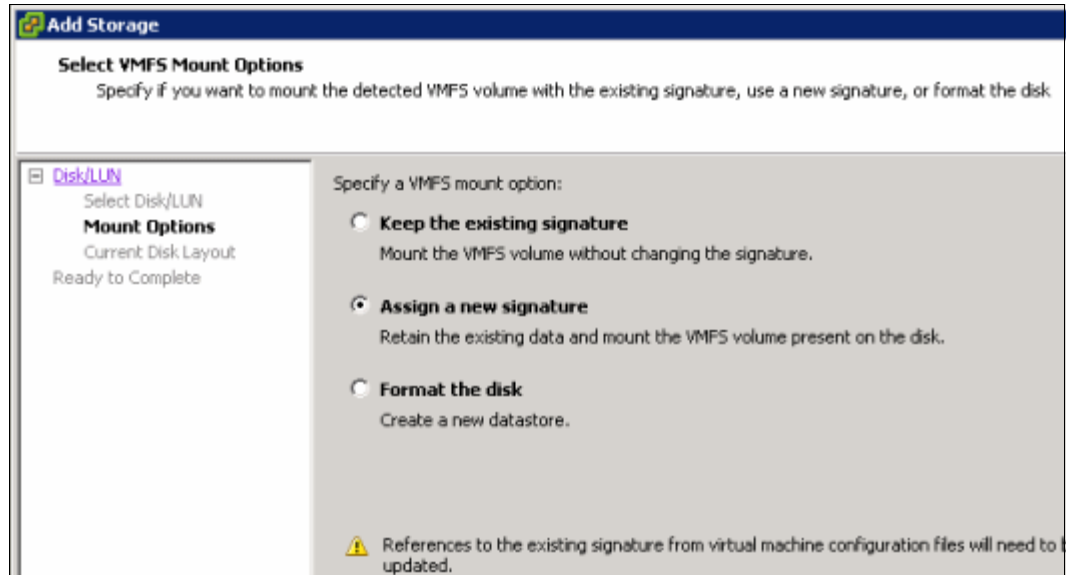 Add Storage
Select VMFS Mount Options
Specify if you want to mount the detected VMFS volume with the existing signature, use a new signature, or format the disk
Disk/LUN
Select Disk/LUN
Mount Options
Current Disk Layout
Ready to Complete
Specify a VMFS mount option:
Keep the existing signature
Mount the VMFS volume without changing the signature.
Assign a new signature
Retain the existing data and mount the VMFS volume present on the disk.
Format the disk
Create a new datastore.
References to the existing signature from virtual machine configuration files will need to
updated.